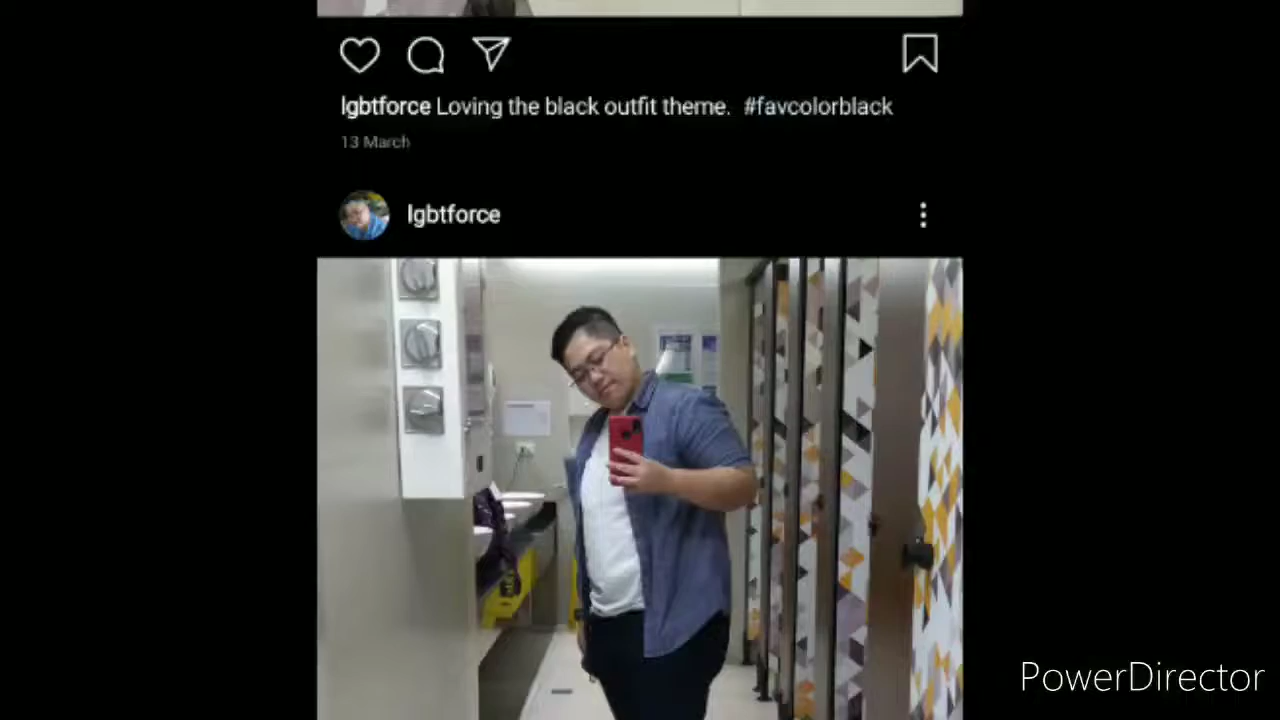 lgbtforce Loving the black outfit theme. #favcolorblack
13 March
lgbtforce
PowerDirector